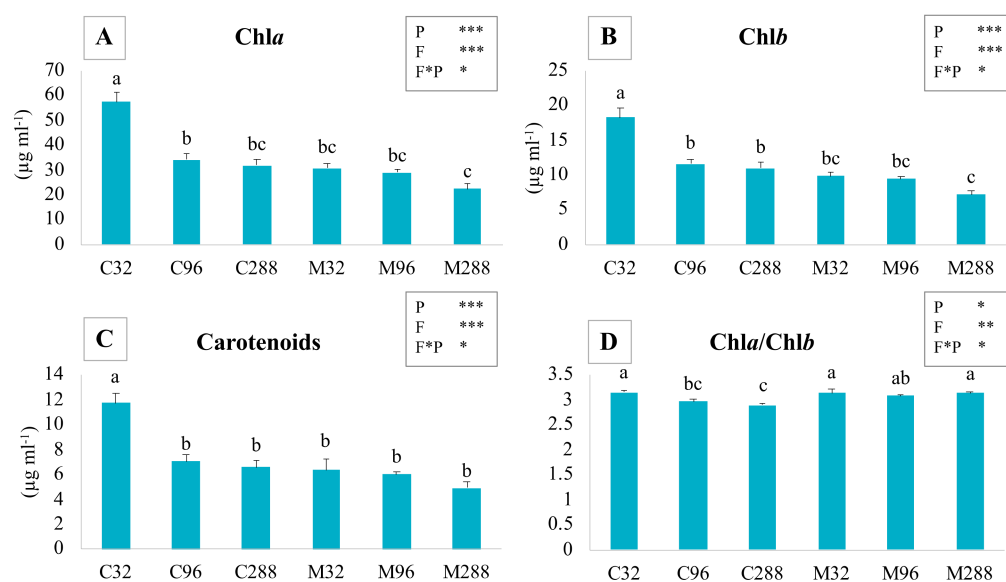 A
Chla
P ***
F ***
F*P *
(µg ml-1)
70
60
50
40
30
20
10
0
a
b
bc
bc
bc
c
C32 C96 C288 M32 M96 M288
B
Chlb
P ***
F ***
F*P *
(µg ml-1)
25
20
15
10
5
0
a
b
b
bc
bc
c
C32 C96 C288 M32 M96 M288
C
Carotenoids
P ***
F ***
F*P *
(µg ml-1)
14
12
10
8
6
4
2
0
a
b
b
b
b
b
C32 C96 C288 M32 M96 M288
D
Chla/Chlb
P *
F **
F*P *
3.5
3
2.5
2
1.5
1
0.5
0
a
bc
c
a
ab
a
C32 C96 C288 M32 M96 M288